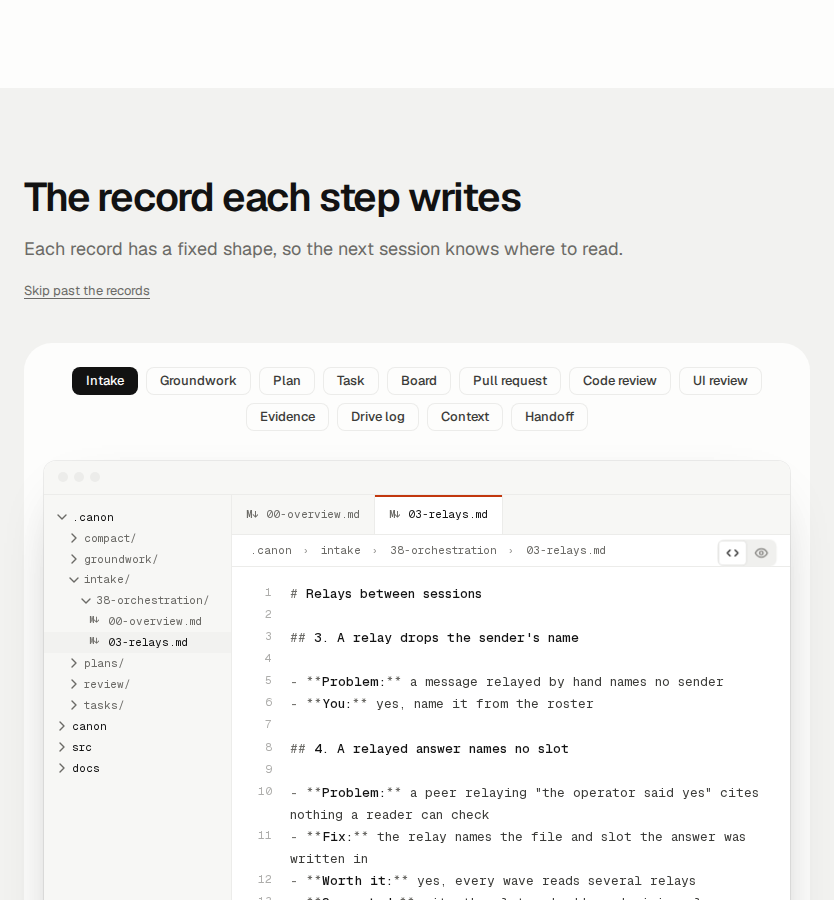 The record each step writes
Each record has a fixed shape, so the next session knows where to read.
Skip past the records
Intake Groundwork Plan Task Board Pull request Code review UI review
Evidence Drive log Context Handoff
.canon
compact/
groundwork/
intake/
38-orchestration/
M↓ 00-overview.md
M↓ 03-relays.md
plans/
review/
tasks/
canon
src
docs
M↓ 00-overview.md M↓ 03-relays.md
.canon › intake › 38-orchestration › 03-relays.md
1 # Relays between sessions
2
3 ## 3. A relay drops the sender's name
4
5 - **Problem:** a message relayed by hand names no sender
6 - **You:** yes, name it from the roster
7
8 ## 4. A relayed answer names no slot
9
10 - **Problem:** a peer relaying "the operator said yes" cites
nothing a reader can check
11 - **Fix:** the relay names the file and slot the answer was
written in
12 - **Worth it:** yes, every wave reads several relays